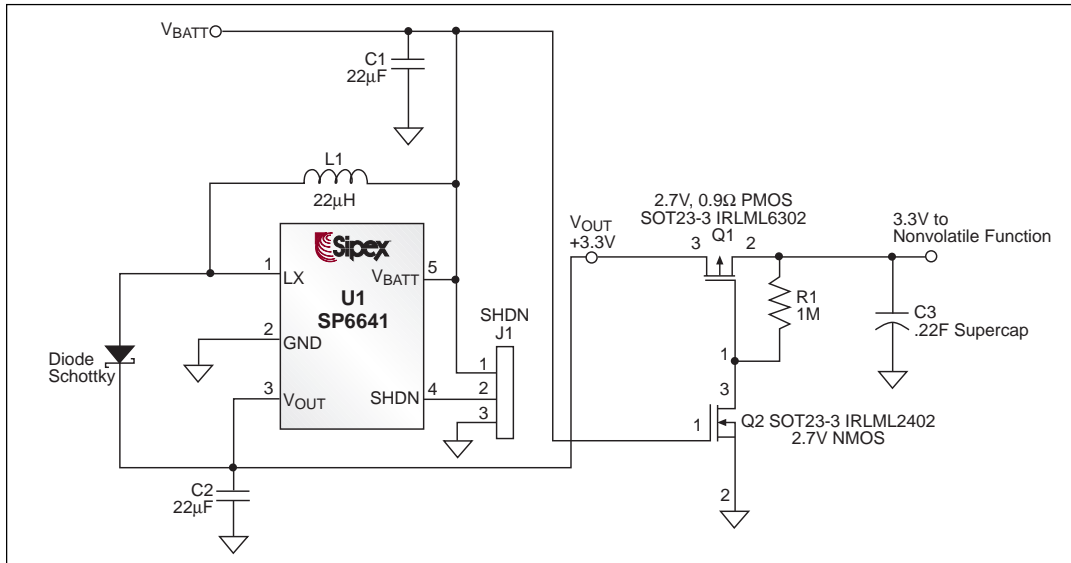 VBATT
C1
22μF
L1
22μH
2.7V, 0.9Ω PMOS
SOT23-3 IRLML6302
Q1
VOUT
+3.3V
3
2
3.3V to
Nonvolatile Function
Sipex
1
LX
VBATT
5
U1
SP6641
R1
1M
SHDN
J1
C3
.22F Supercap
2
GND
Diode
Schottky
1
1
3
VOUT
SHDN
4
2
3
3
1
Q2 SOT23-3 IRLML2402
2.7V NMOS
C2
22μF
2